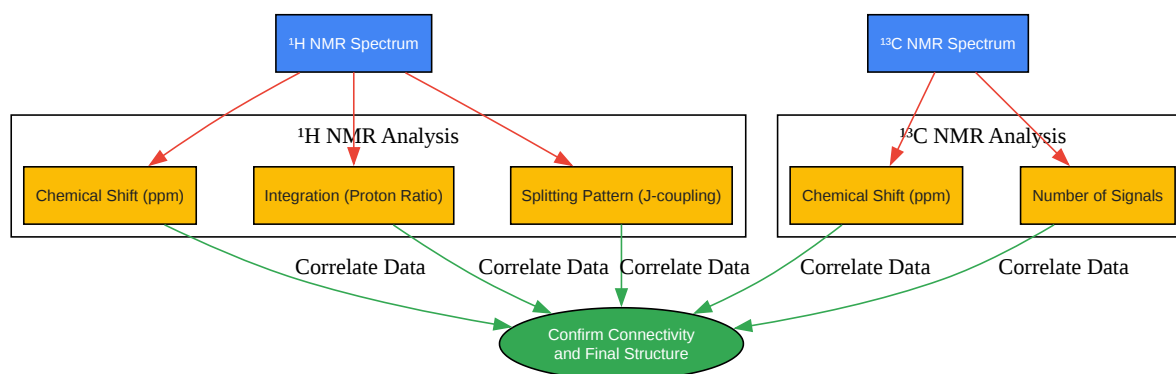 ¹H NMR Spectrum
¹³C NMR Spectrum
¹H NMR Analysis
¹³C NMR Analysis
Chemical Shift (ppm)
Integration (Proton Ratio)
Splitting Pattern (J-coupling)
Chemical Shift (ppm)
Number of Signals
Correlate Data
Correlate Data
Correlate Data
Correlate Data
Correlate Data
Confirm Connectivity
and Final Structure